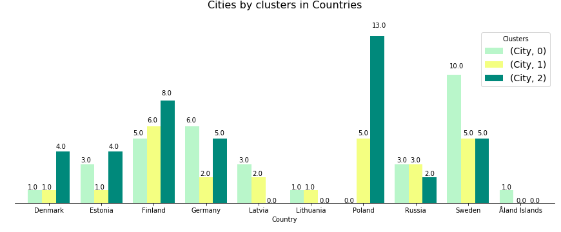 Cities by clusters in Countries
13.0
Clusters
(City, 0)
(City, 1)
(City, 2)
10.0
8.0
6.0 6.0
5.0 5.0 5.0 5.0 5.0
4.0 4.0
3.0 3.0 3.0 3.0
2.0 2.0 2.0
1.0 1.0 1.0 1.0 1.0 1.0
0.0 0.0 0.0 0.0 0.0
Denmark Estonia Finland Germany Latvia Lithuania Poland Russia Sweden Åland Islands
Country